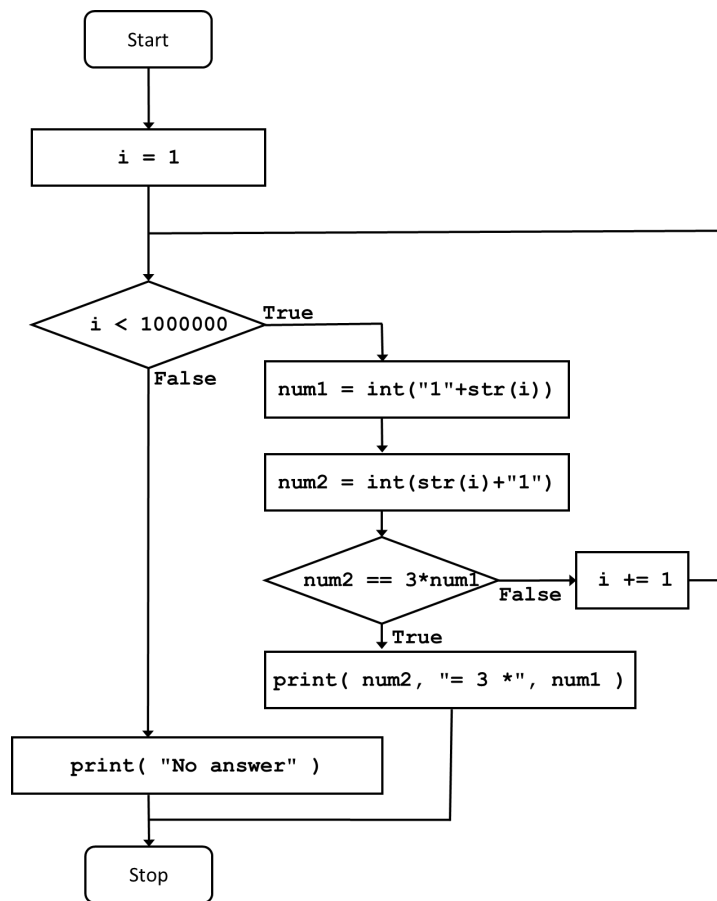 Start
i = 1
i < 1000000
True
False
num1 = int("1"+str(i))
num2 = int(str(i)+"1")
num2 == 3*num1
False
i += 1
True
print( num2, "= 3 *", num1 )
print( "No answer" )
Stop